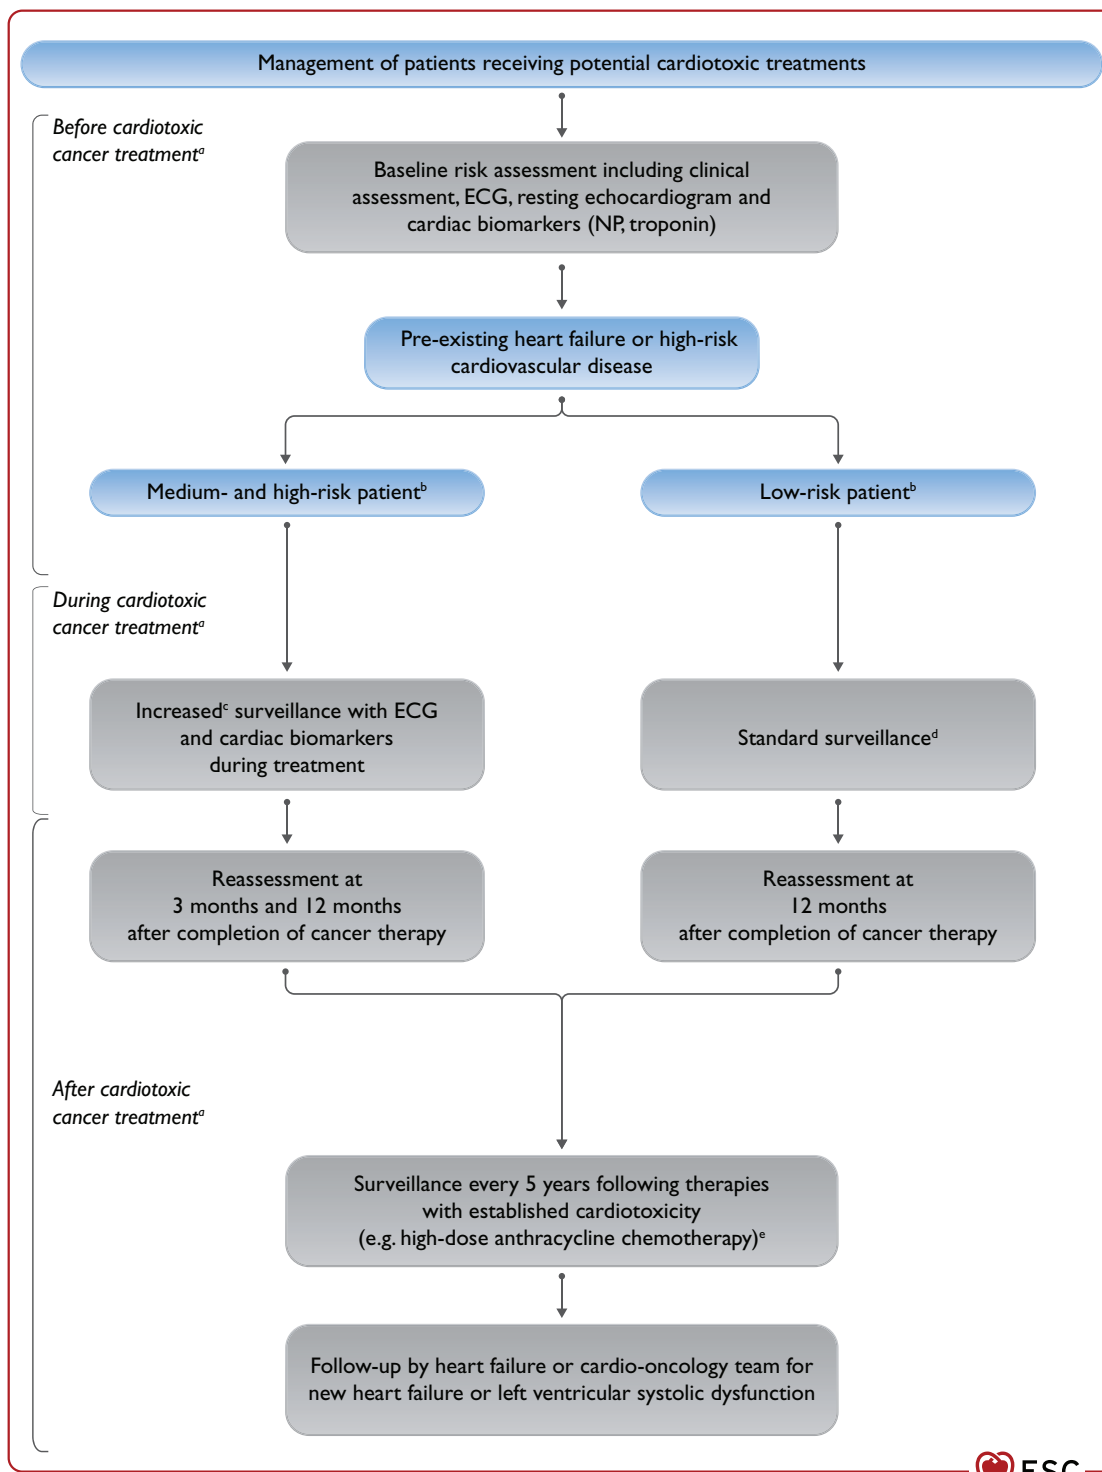 Management of patients receiving potential cardiotoxic treatments
Before cardiotoxic
cancer treatmentᵃ
Baseline risk assessment including clinical
assessment, ECG, resting echocardiogram and
cardiac biomarkers (NP, troponin)
Pre-existing heart failure or high-risk
cardiovascular disease
Medium- and high-risk patientᵇ
Low-risk patientᵇ
During cardiotoxic
cancer treatmentᵃ
Increasedᶜ surveillance with ECG
and cardiac biomarkers
during treatment
Standard surveillanceᵈ
Reassessment at
3 months and 12 months
after completion of cancer therapy
Reassessment at
12 months
after completion of cancer therapy
After cardiotoxic
cancer treatmentᵃ
Surveillance every 5 years following therapies
with established cardiotoxicity
(e.g. high-dose anthracycline chemotherapy)ᵉ
Follow-up by heart failure or cardio-oncology team for
new heart failure or left ventricular systolic dysfunction
ESC